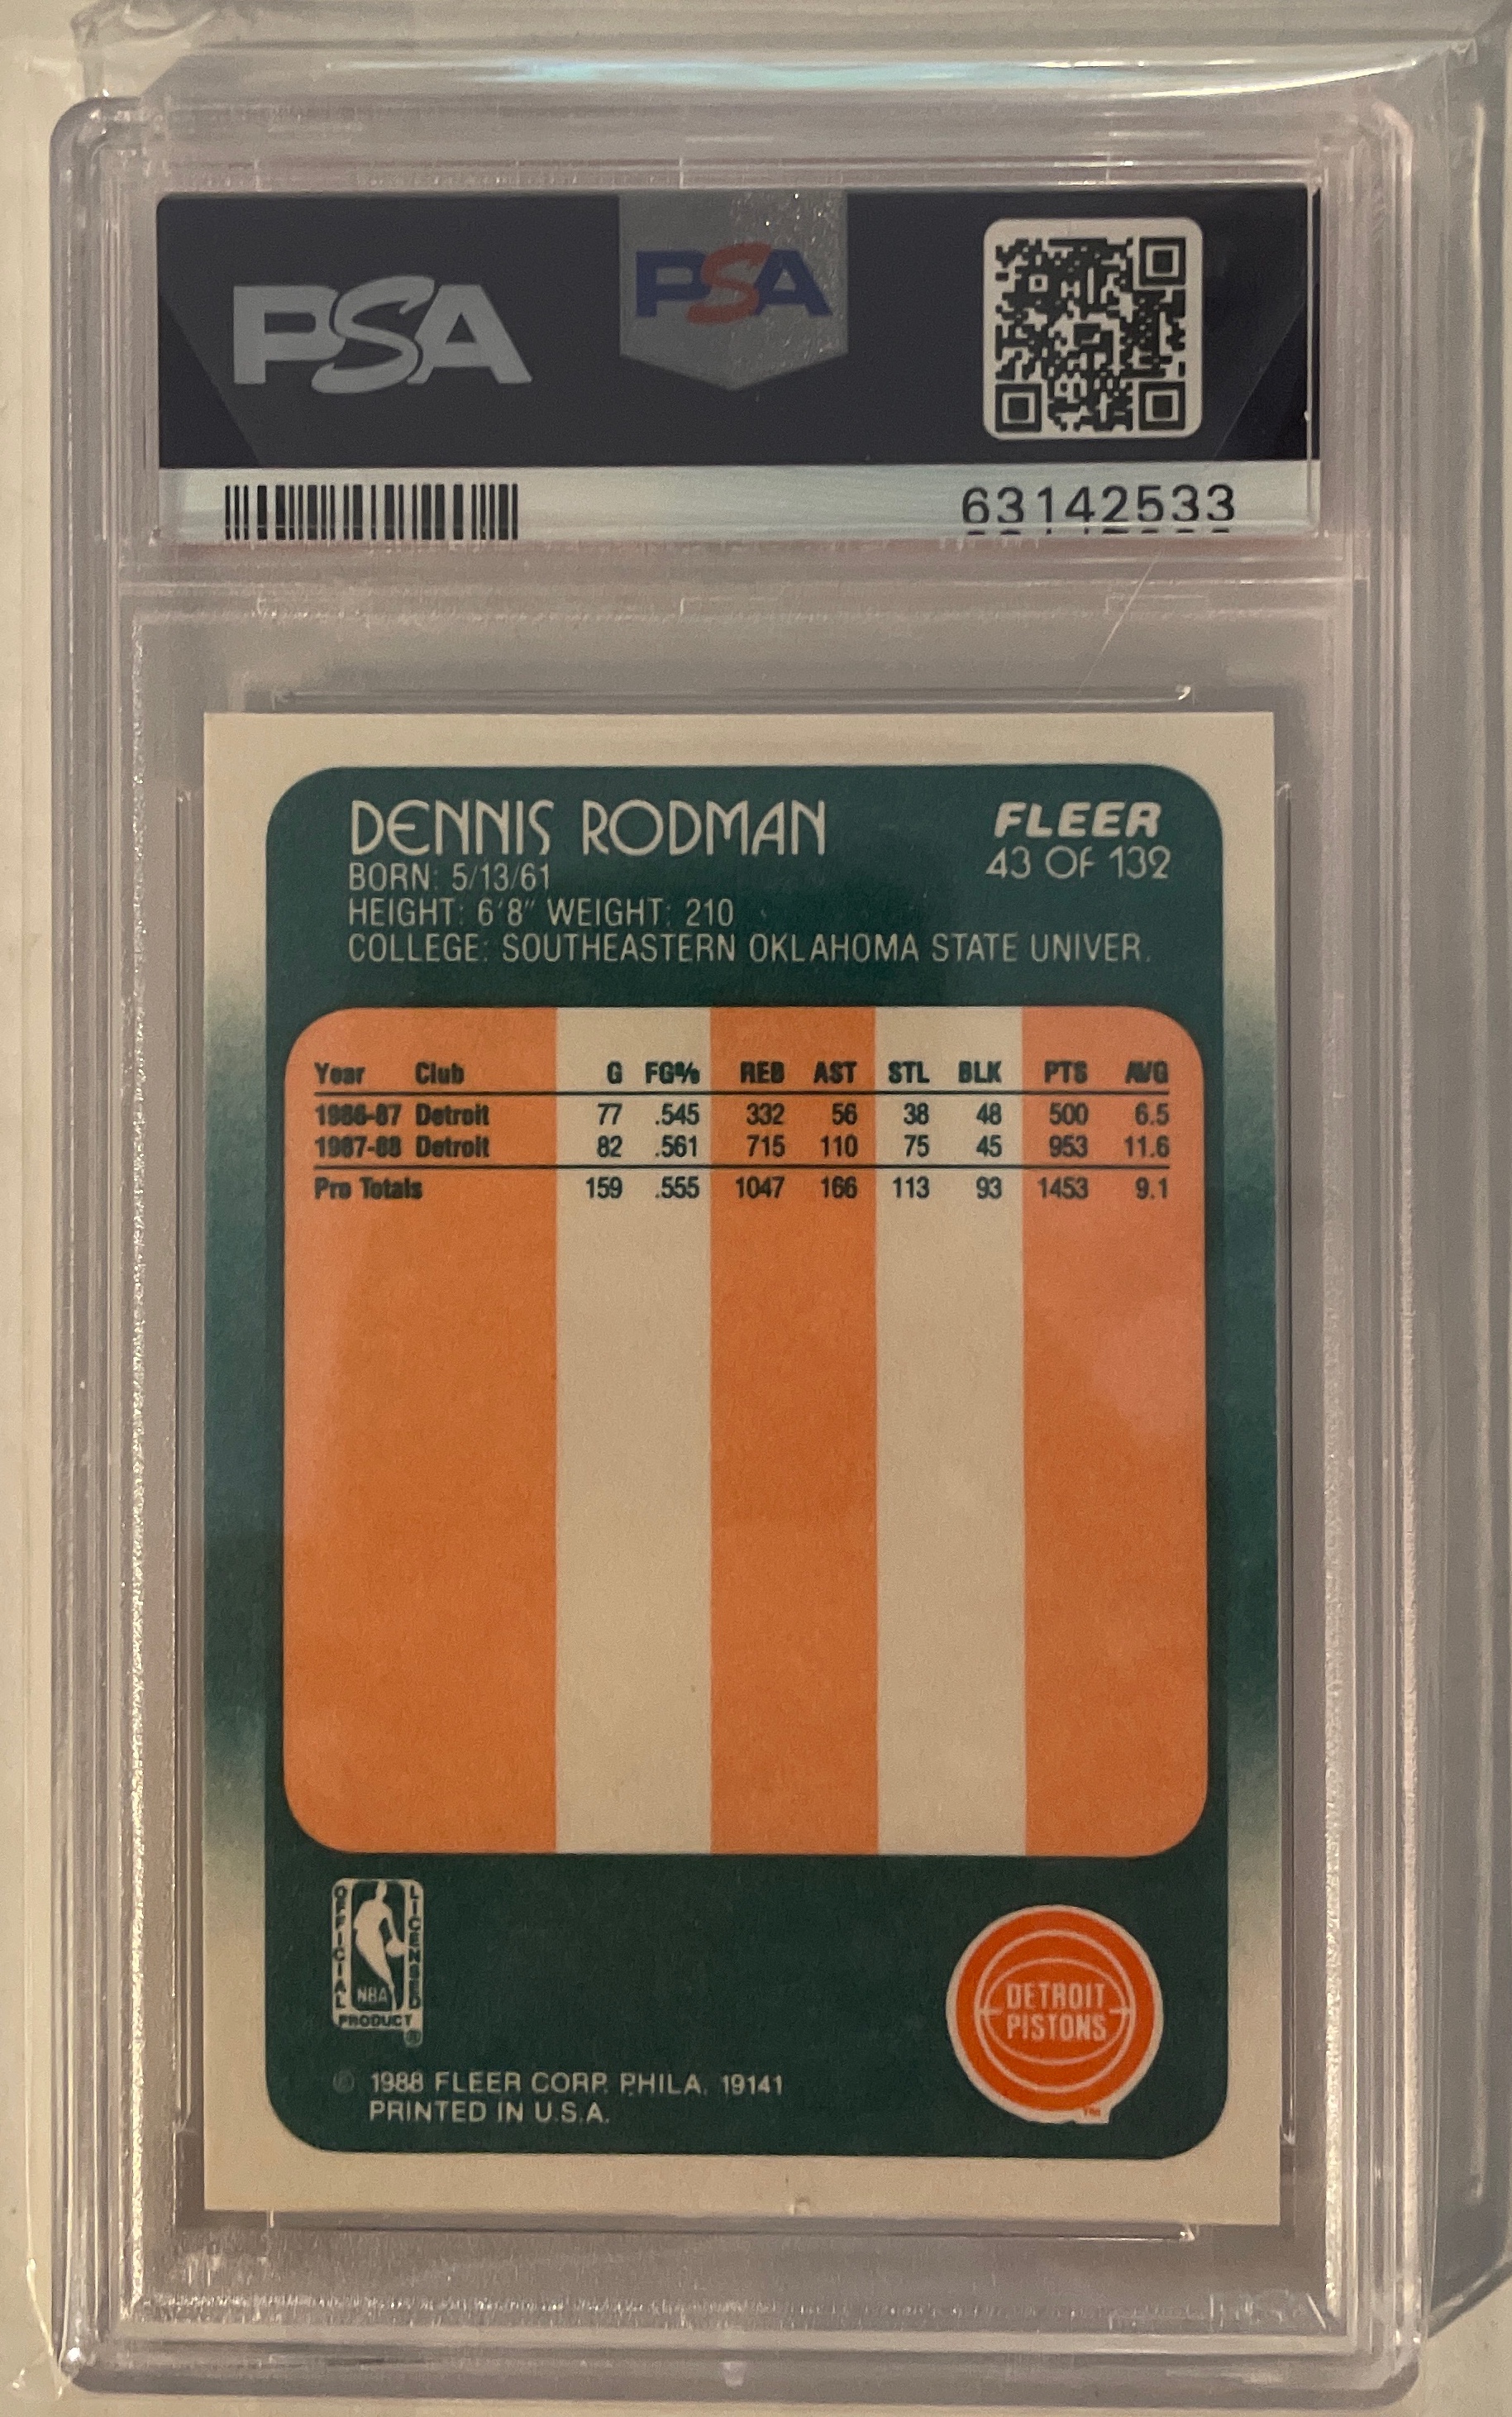 PSA
PSA
63142533
DENNIS RODMAN
FLEER
43 OF 132
BORN: 5/13/61
HEIGHT: 6'8" WEIGHT: 210
COLLEGE: SOUTHEASTERN OKLAHOMA STATE UNIVER.
Year Club G FG% REB AST STL BLK PTS AVG
1986-87 Detroit 77 .545 332 56 38 48 500 6.5
1987-88 Detroit 82 .561 715 110 75 45 953 11.6
Pro Totals 159 .555 1047 166 113 93 1453 9.1
OFFICIAL
LICENSED
NBA
PRODUCT
®
DETROIT
PISTONS
TM
© 1988 FLEER CORP. PHILA. 19141
PRINTED IN U.S.A.